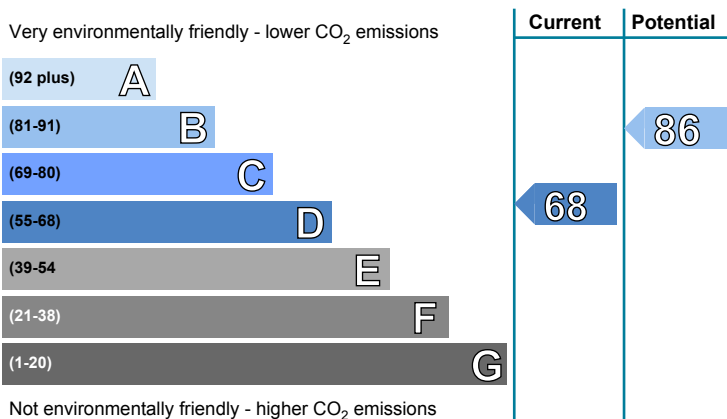 Current Potential
Very environmentally friendly - lower CO2 emissions
(92 plus) A
(81-91) B
86
(69-80) C
68
(55-68) D
(39-54 E
(21-38) F
(1-20) G
Not environmentally friendly - higher CO2 emissions